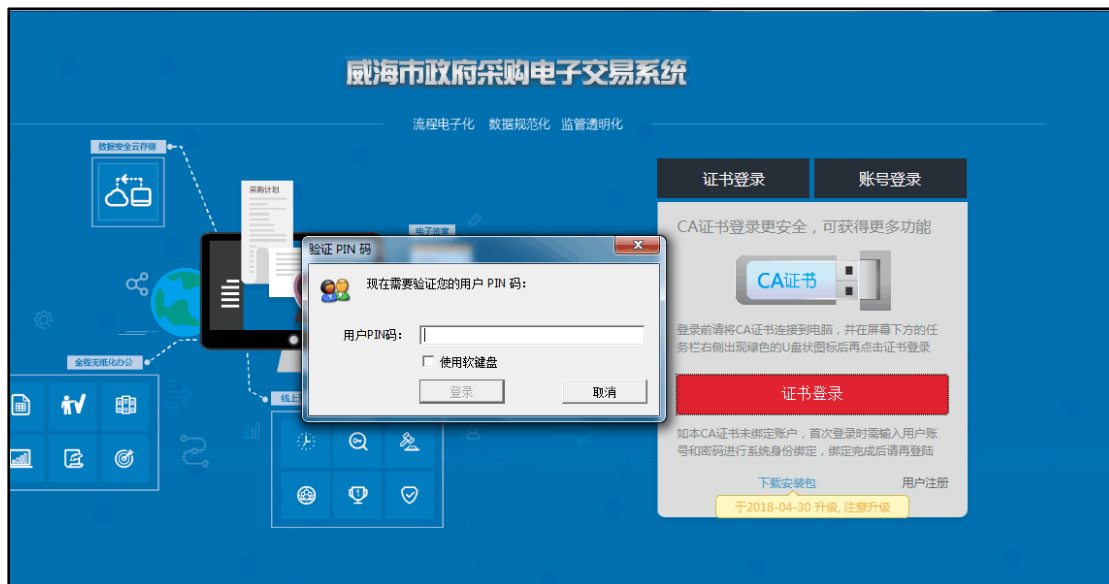 威海市政府采购电子交易系统
流程电子化 数据规范化 监管透明化
数据安全云存储
采购计划
证书登录 账号登录
CA证书登录更安全，可获得更多功能
CA证书
验证 PIN 码
现在需要验证您的用户 PIN 码:
用户PIN码:
使用软键盘
登录 取消
登录前请将CA证书连接到电脑，并在屏幕下方的任
务栏右侧出现绿色的U盘状图标后再点击证书登录
全程无纸化办公
证书登录
如本CA证书未绑定账户，首次登录时需输入用户账
号和密码进行系统身份绑定，绑定完成后请再登陆
下载安装包 用户注册
于2018-04-30 升级, 注意升级